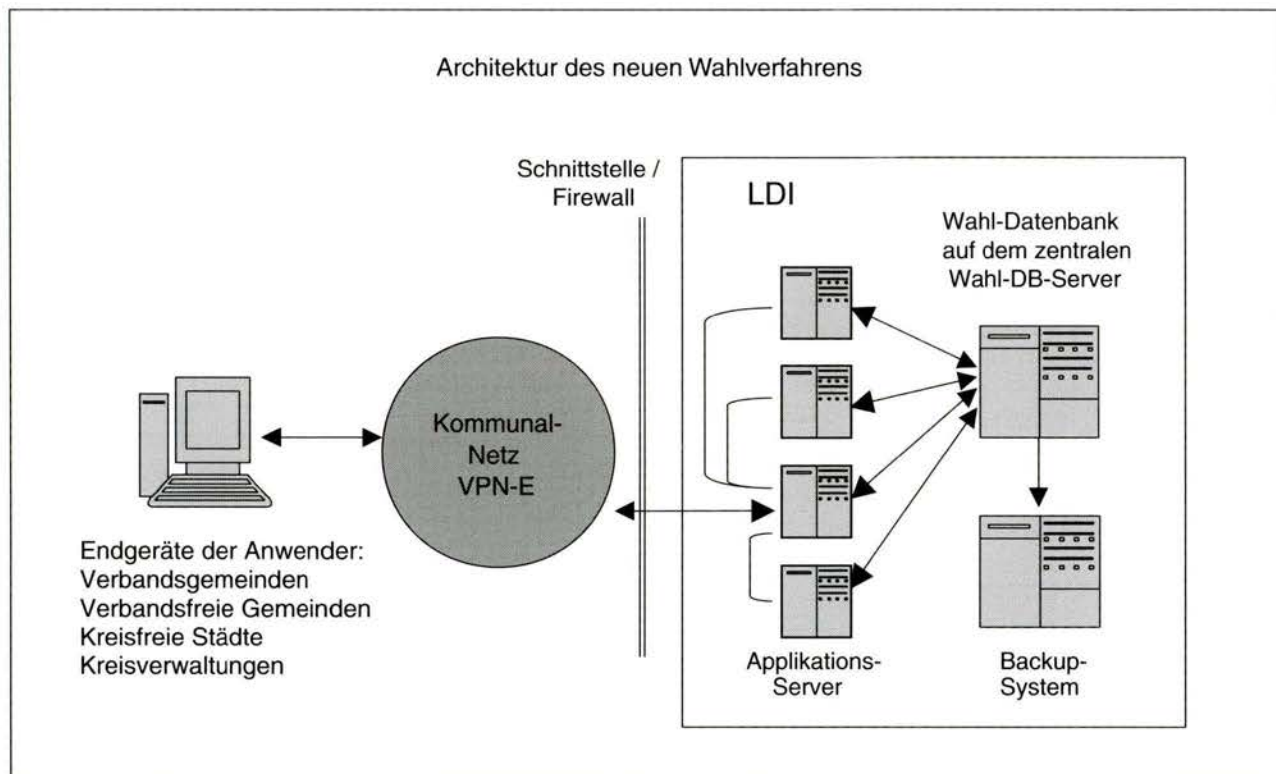 Architektur des neuen Wahlverfahrens
Schnittstelle /
Firewall
LDI
Wahl-Datenbank
auf dem zentralen
Wahl-DB-Server
Kommunal-
Netz
VPN-E
Endgeräte der Anwender:
Verbandsgemeinden
Verbandsfreie Gemeinden
Kreisfreie Städte
Kreisverwaltungen
Applikations-
Server
Backup-
System